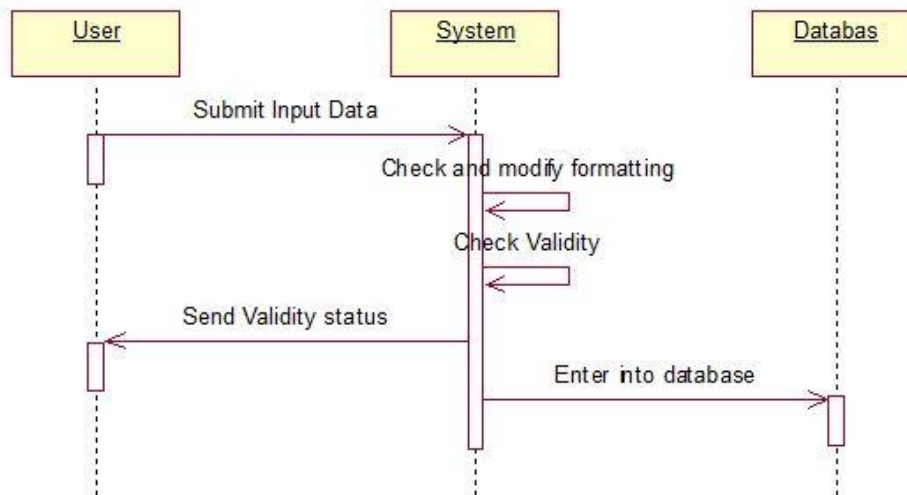 User
System
Databas
Submit Input Data
Check and modify formatting
Check Validity
Send Validity status
Enter into database